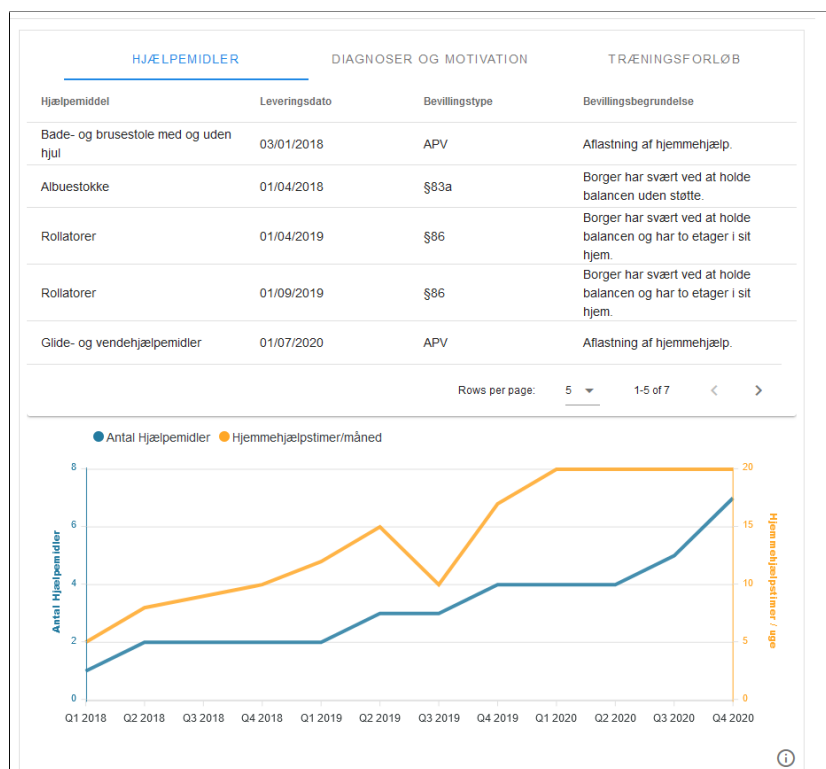 HJÆLPEMIDLER DIAGNOSER OG MOTIVATION TRÆNINGSFORLØB
Hjælpemiddel Leveringsdato Bevillingstype Bevillingsbegrundelse
Bade- og brusestole med og uden
hjul
03/01/2018 APV Aflastning af hjemmehjælp.
Albuestokke 01/04/2018 §83a
Borger har svært ved at holde
balancen uden støtte.
Rollatorer 01/04/2019 §86
Borger har svært ved at holde
balancen og har to etager i sit
hjem.
Rollatorer 01/09/2019 §86
Borger har svært ved at holde
balancen og har to etager i sit
hjem.
Glide- og vendehjælpemidler 01/07/2020 APV Aflastning af hjemmehjælp.
Rows per page: 5 1-5 of 7
Antal Hjælpemidler Hjemmehjælpstimer/måned
Antal Hjælpemidler
8
6
4
2
0
20
15
10
5
0
Hjemmehjælpstimer / uge
Q1 2018 Q2 2018 Q3 2018 Q4 2018 Q1 2019 Q2 2019 Q3 2019 Q4 2019 Q1 2020 Q2 2020 Q3 2020 Q4 2020